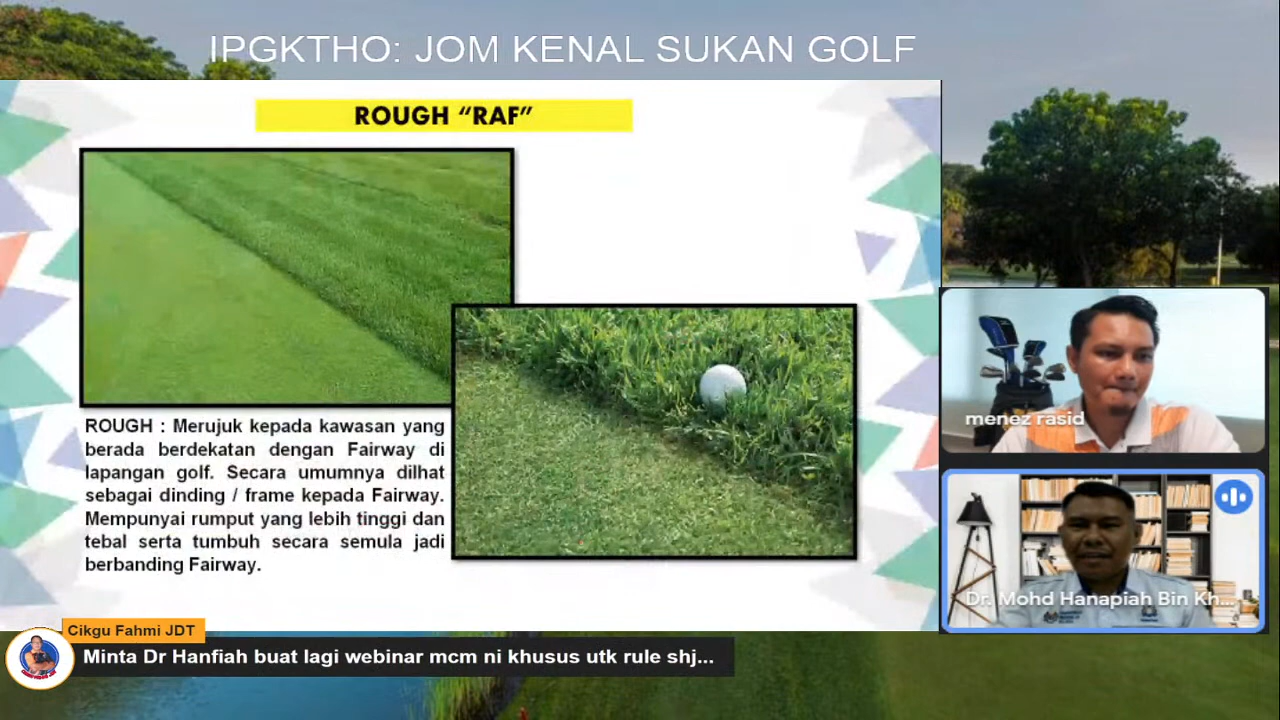 IPGKTHO: JOM KENAL SUKAN GOLF
ROUGH “RAF”
ROUGH : Merujuk kepada kawasan yang
berada berdekatan dengan Fairway di
lapangan golf. Secara umumnya dilhat
sebagai dinding / frame kepada Fairway.
Mempunyai rumput yang lebih tinggi dan
tebal serta tumbuh secara semula jadi
berbanding Fairway.
menez rasid
Dr. Mohd Hanapiah Bin Kh...
Cikgu Fahmi JDT
Minta Dr Hanfiah buat lagi webinar mcm ni khusus utk rule shj...